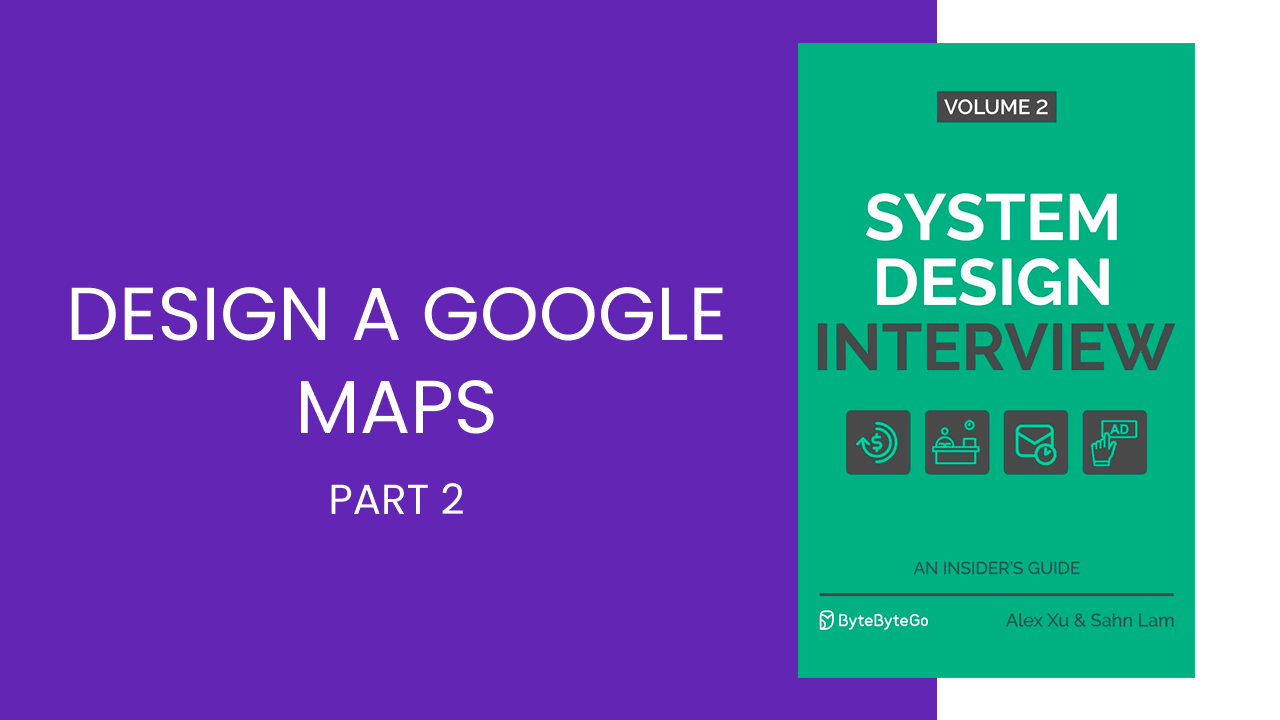 DESIGN A GOOGLE
MAPS
PART 2
VOLUME 2
SYSTEM
DESIGN
INTERVIEW
AD
AN INSIDER'S GUIDE
ByteByteGo
Alex Xu & Sahn Lam